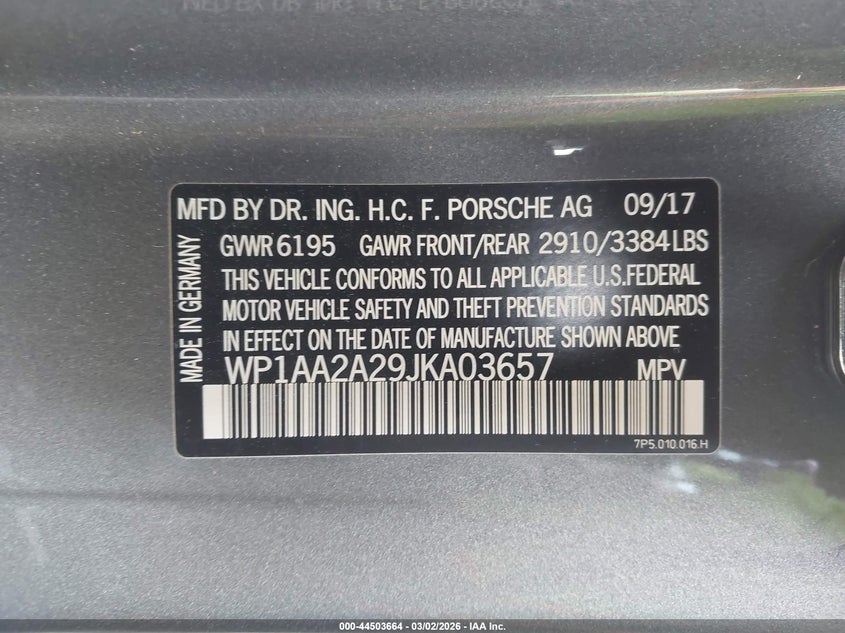 MFD BY DR. ING. H.C. F. PORSCHE AG 09/17
GVWR 6195 GAWR FRONT/REAR 2910/3384LBS
THIS VEHICLE CONFORMS TO ALL APPLICABLE U.S.FEDERAL
MOTOR VEHICLE SAFETY AND THEFT PREVENTION STANDARDS
IN EFFECT ON THE DATE OF MANUFACTURE SHOWN ABOVE
WP1AA2A29JKA03657 MPV
7P5.010.016.H
MADE IN GERMANY
000-44503664 - 03/02/2026 - IAA Inc.